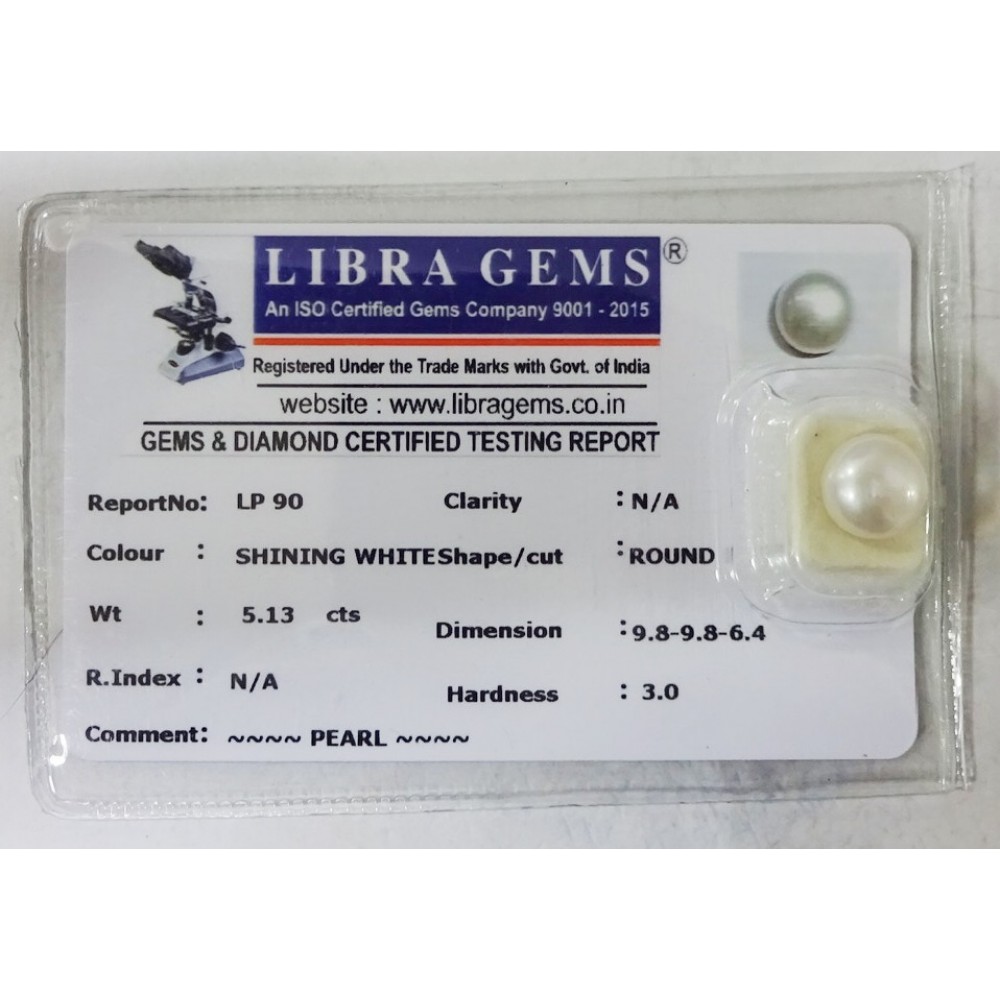 LIBRA GEMS ®
An ISO Certified Gems Company 9001 - 2015
Registered Under the Trade Marks with Govt. of India
website : www.libragems.co.in
GEMS & DIAMOND CERTIFIED TESTING REPORT
ReportNo: LP 90 Clarity : N/A
Colour : SHINING WHITE Shape/cut : ROUND
Wt : 5.13 cts Dimension : 9.8-9.8-6.4
R.Index : N/A Hardness : 3.0
Comment: ~~~~ PEARL ~~~~